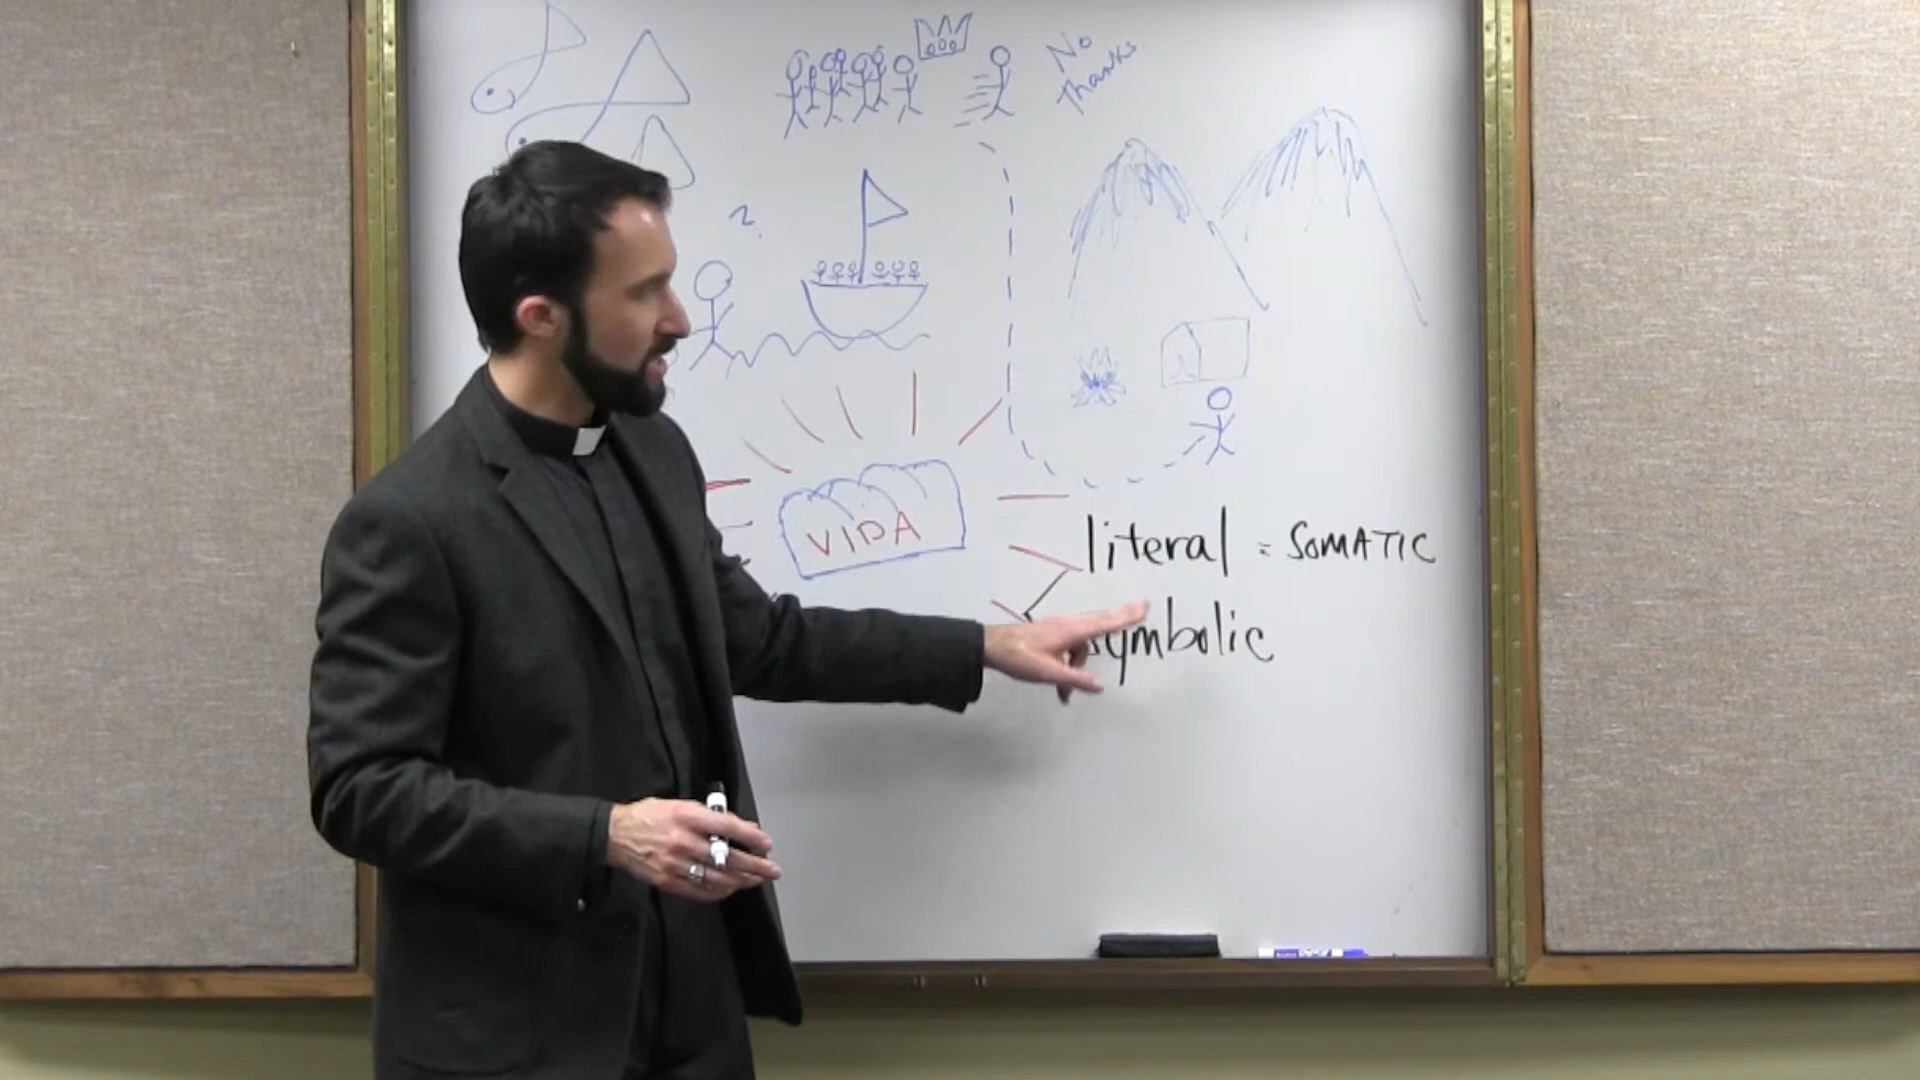 No
Thanks
?
VIDA
literal = SOMATIC
symbolic